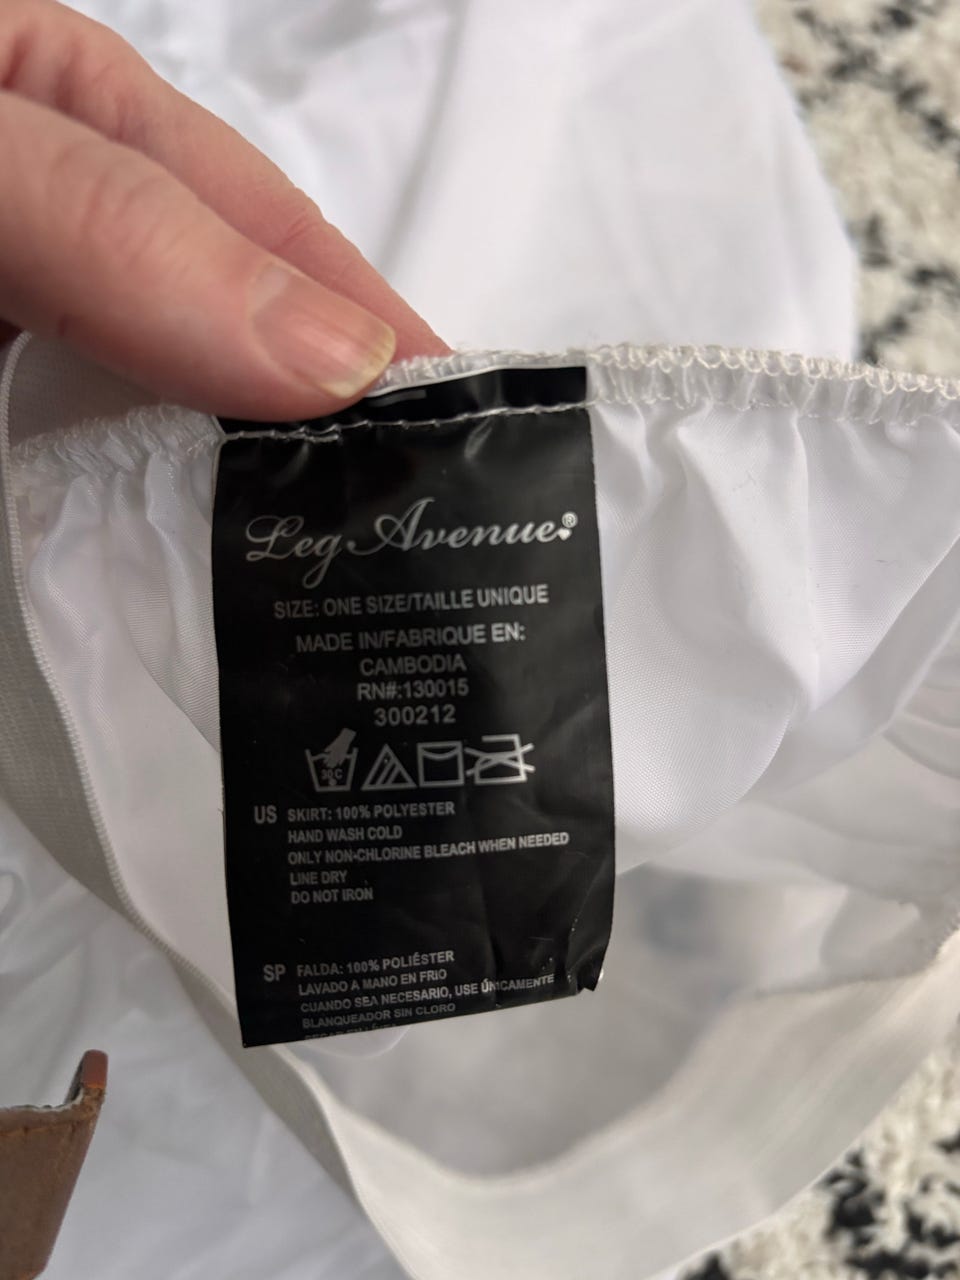 Leg Avenue®
SIZE: ONE SIZE/TAILLE UNIQUE
MADE IN/FABRIQUE EN:
CAMBODIA
RN#:130015
300212
30 C
US SKIRT: 100% POLYESTER
HAND WASH COLD
ONLY NON-CHLORINE BLEACH WHEN NEEDED
LINE DRY
DO NOT IRON
SP FALDA: 100% POLIÉSTER
LAVADO A MANO EN FRIO
CUANDO SEA NECESARIO, USE ÚNICAMENTE
BLANQUEADOR SIN CLORO